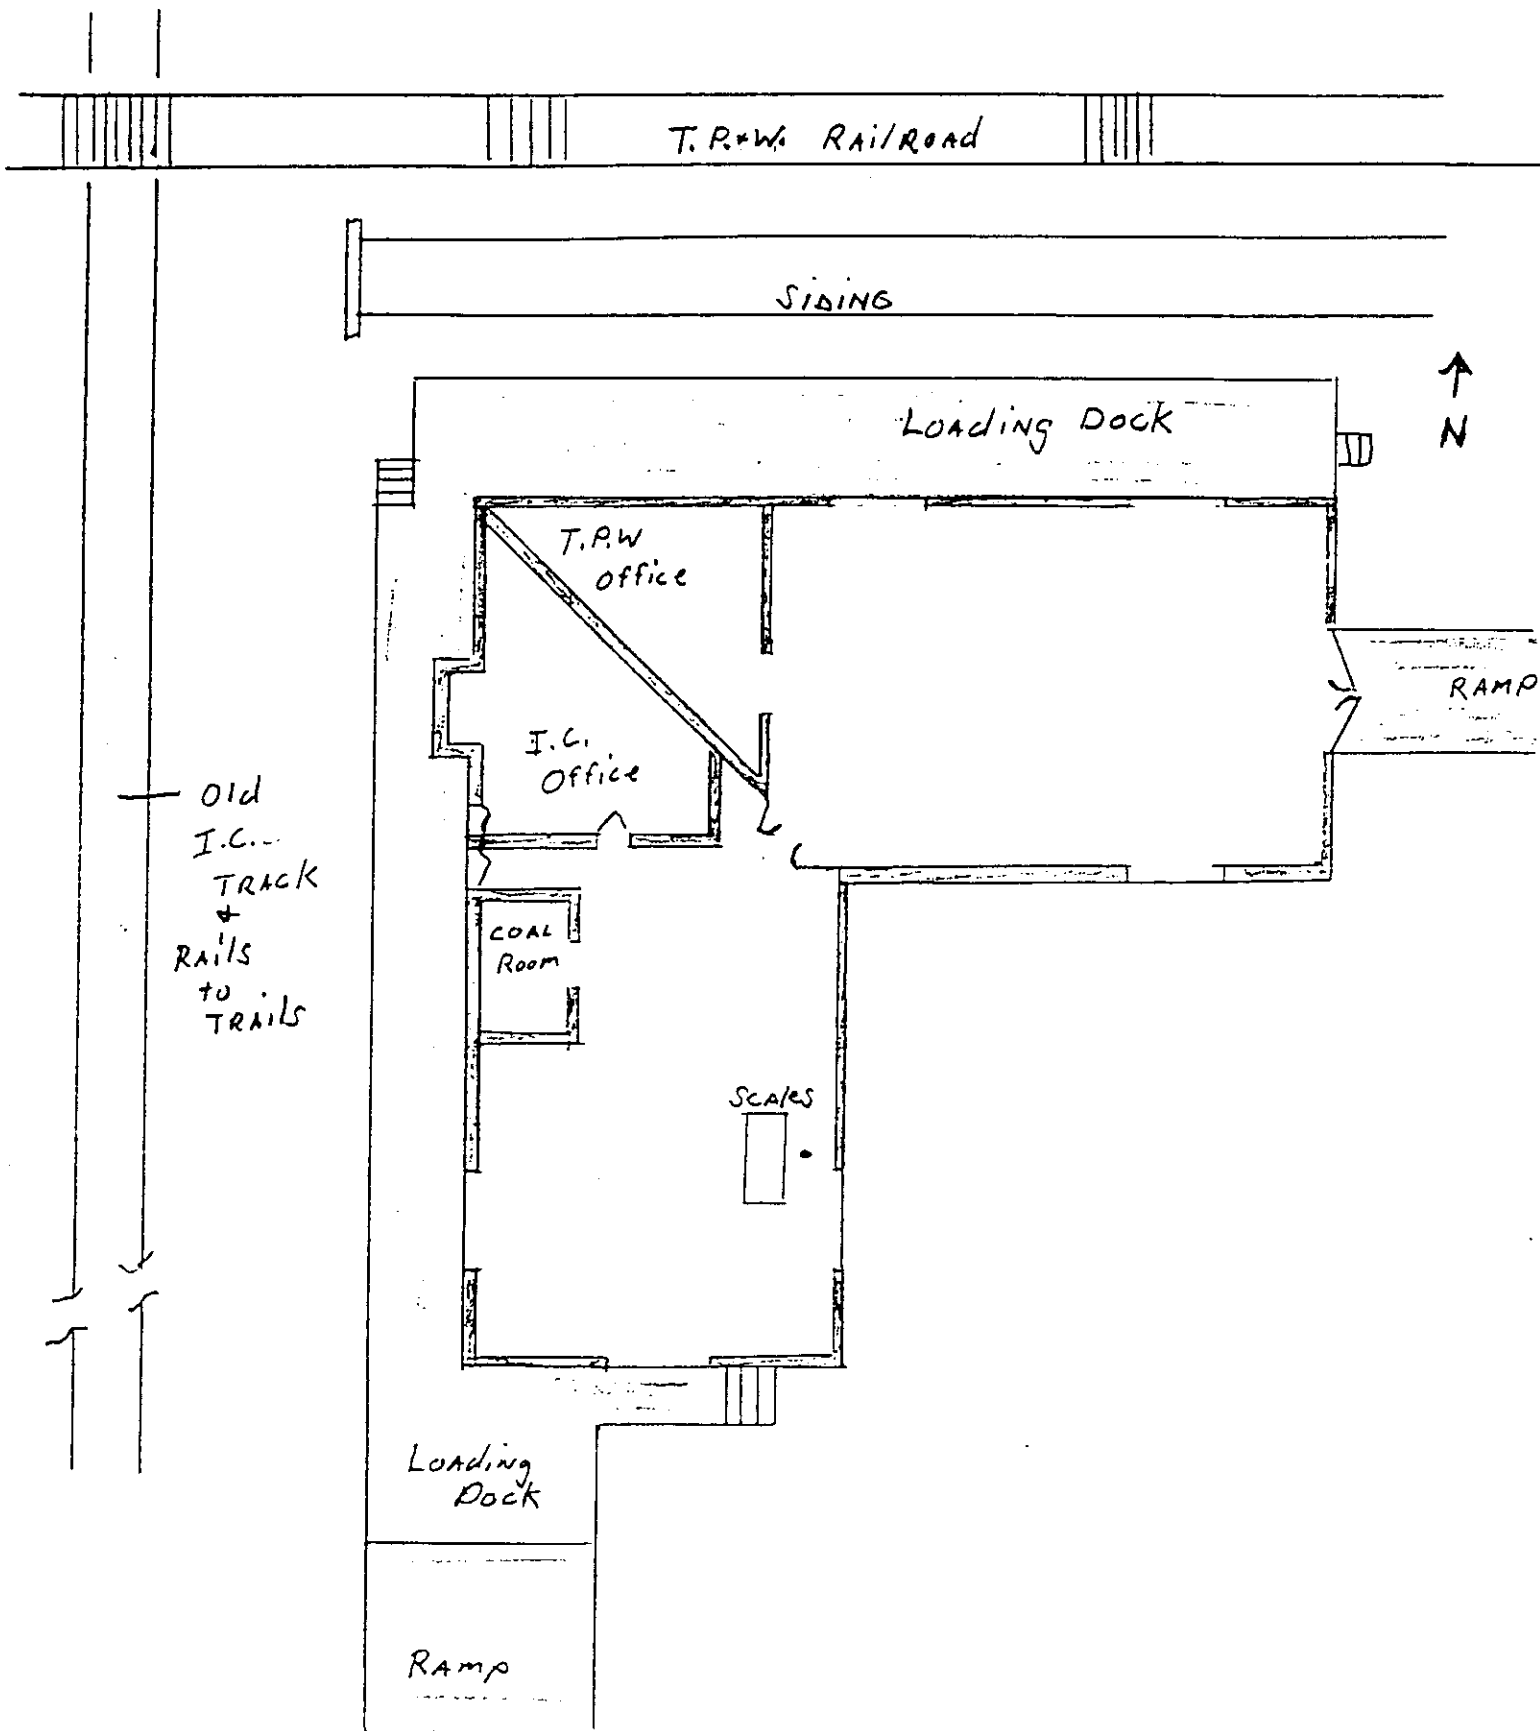 T. P. & W. RAilROAD
SIDING
LOAdiNg DOCK
N
T.P.W
office
RAMP
I.C.
Office
Old
I.C.
TRACK
&
RAils
to
TRAils
COAL
Room
SCAlES
LOAdiNg
Dock
RAmp